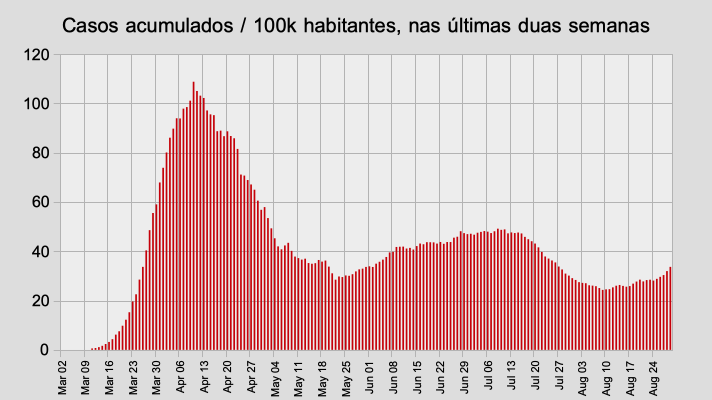 Casos acumulados / 100k habitantes, nas últimas duas semanas
120
100
80
60
40
20
0
Mar 02
Mar 09
Mar 16
Mar 23
Mar 30
Apr 06
Apr 13
Apr 20
Apr 27
May 04
May 11
May 18
May 25
Jun 01
Jun 08
Jun 15
Jun 22
Jun 29
Jul 06
Jul 13
Jul 20
Jul 27
Aug 03
Aug 10
Aug 17
Aug 24